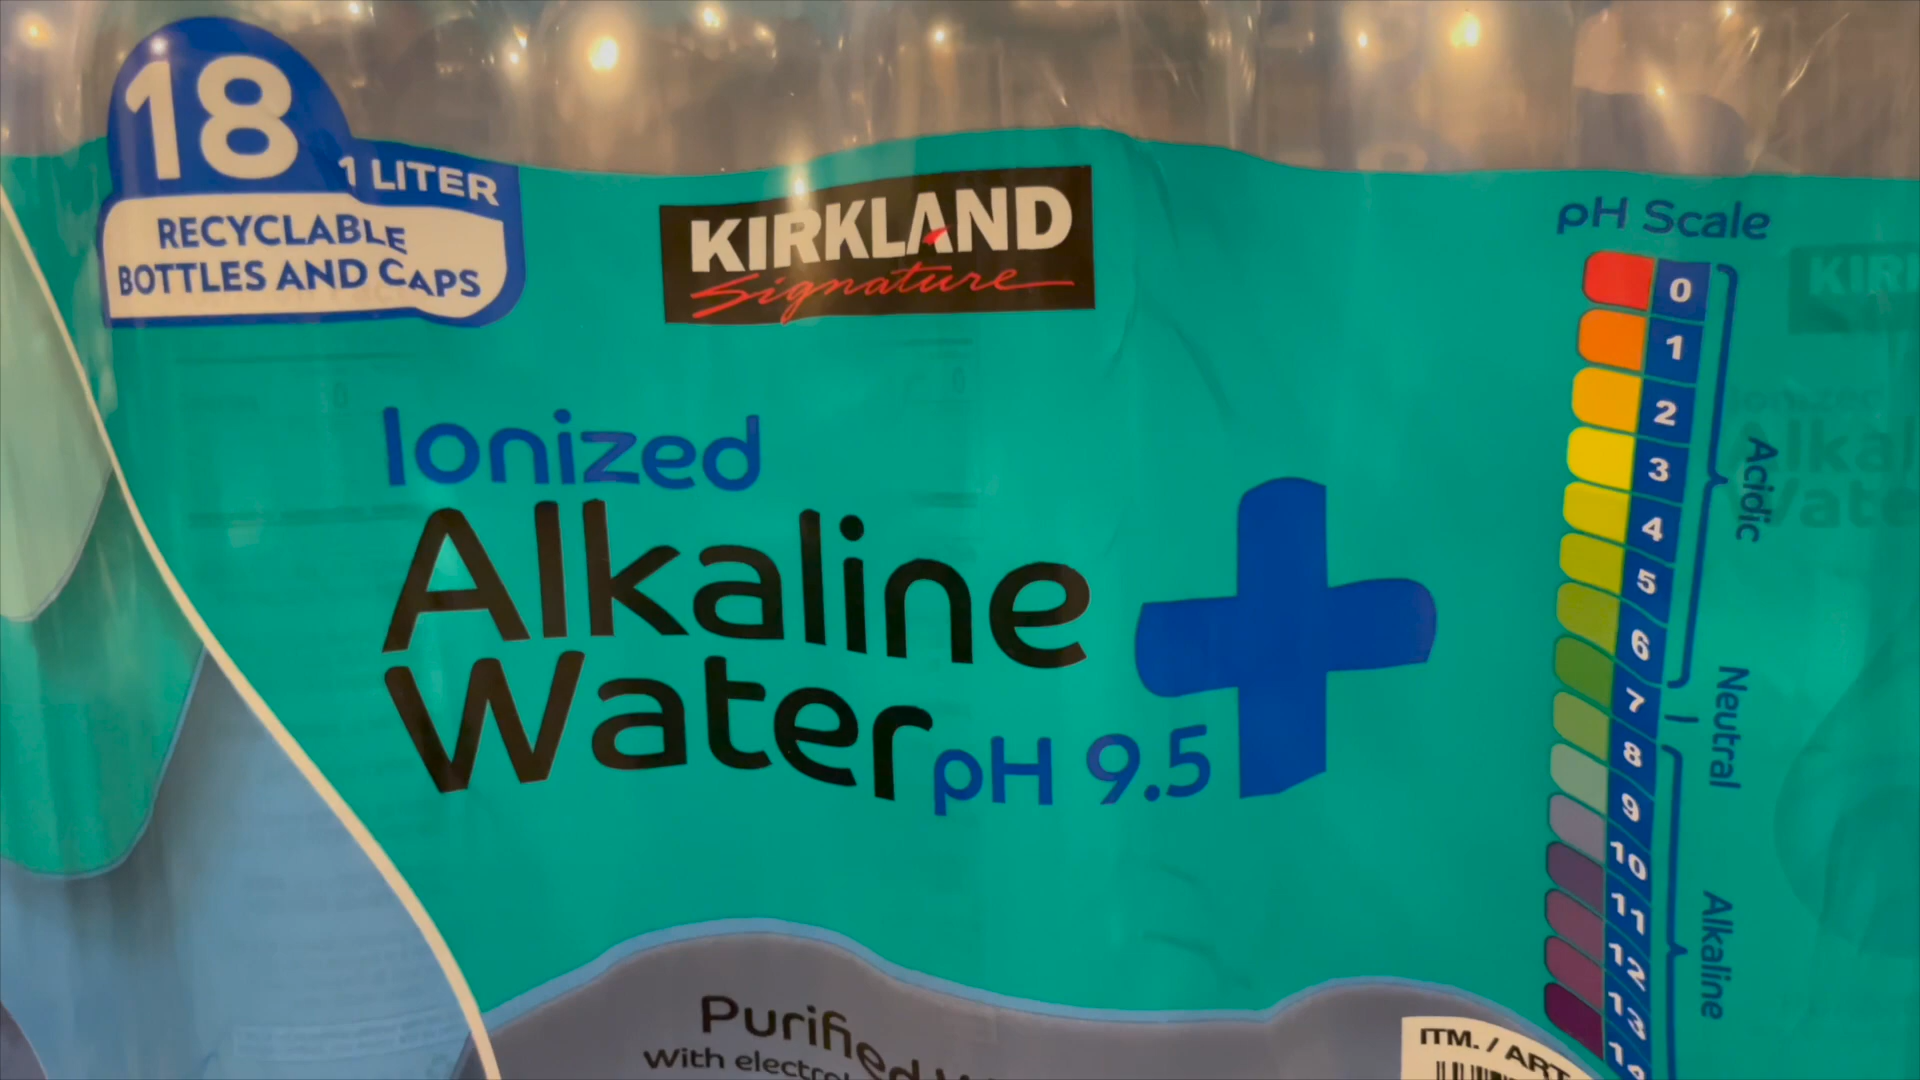 18
1 LITER
RECYCLABLE
BOTTLES AND CAPS
KIRKLAND
Signature
Ionized
Alkaline
Water pH 9.5
pH Scale
0
1
2
3
4
5
6
7
8
9
10
11
12
13
14
Acidic
Neutral
Alkaline
Purified
With
ITM. / ART.